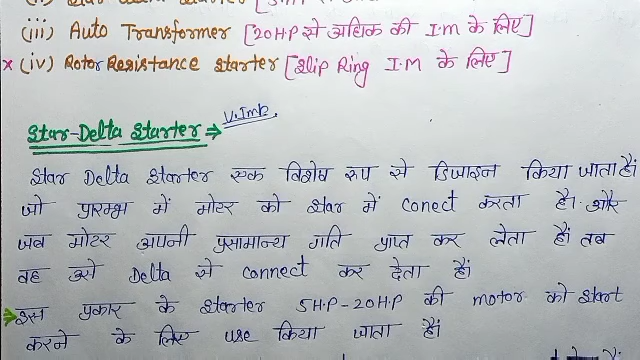 (iii) Auto Transformer [20H.P से अधिक की I.M के लिए]
× (iv) Rotor Resistance Starter [Slip Ring I.M के लिए]
Star-Delta Starter → V.Imp.
Star Delta Starter एक विशेष रूप से डिजाइन किया जाता है।
जो प्रारम्भ में मोटर को Star में Conect करता है। और
जब मोटर अपनी प्रसामान्य गति प्राप्त कर लेता है। तब
वह उसे Delta से Connect कर देता है।
→ इस प्रकार के Starter 5H.P-20H.P की motor को Start
करने के लिए use किया जाता है।